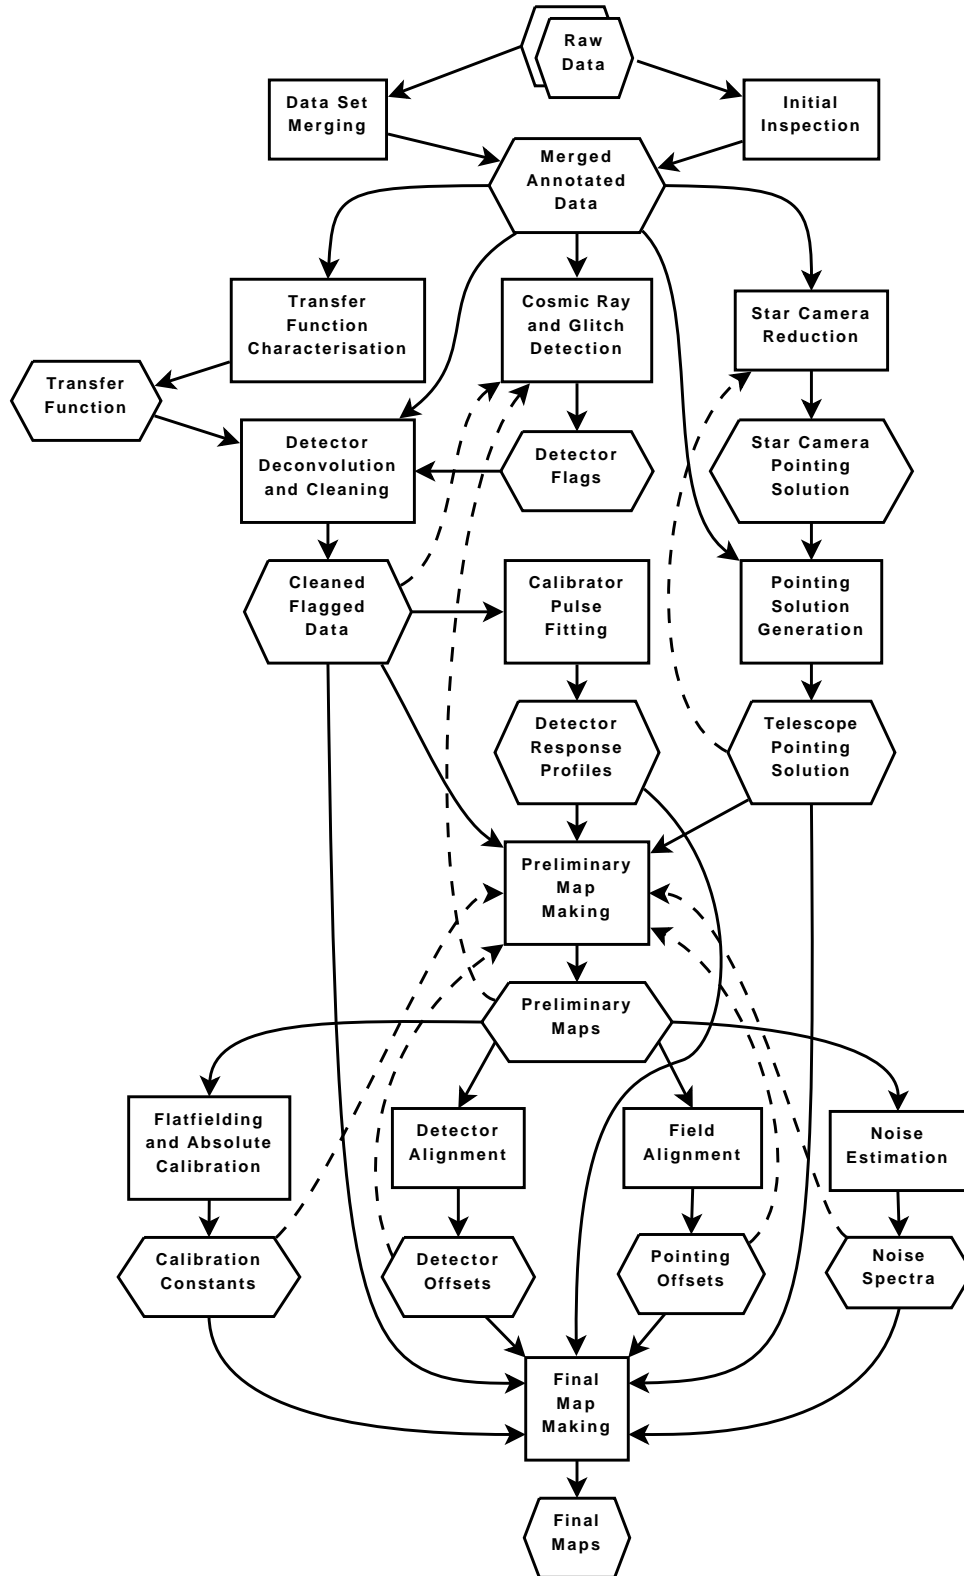 Raw
Data
Data Set
Merging
Initial
Inspection
Merged
Annotated
Data
Transfer
Function
Characterisation
Cosmic Ray
and Glitch
Detection
Star Camera
Reduction
Transfer
Function
Detector
Deconvolution
and Cleaning
Detector
Flags
Star Camera
Pointing
Solution
Cleaned
Flagged
Data
Calibrator
Pulse
Fitting
Pointing
Solution
Generation
Detector
Response
Profiles
Telescope
Pointing
Solution
Preliminary
Map
Making
Preliminary
Maps
Flatfielding
and Absolute
Calibration
Detector
Alignment
Field
Alignment
Noise
Estimation
Calibration
Constants
Detector
Offsets
Pointing
Offsets
Noise
Spectra
Final
Map
Making
Final
Maps